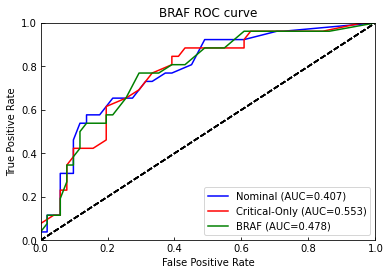 BRAF ROC curve
True Positive Rate
1.0
0.8
0.6
0.4
0.2
0.0
Nominal (AUC=0.407)
Critical-Only (AUC=0.553)
BRAF (AUC=0.478)
0.0 0.2 0.4 0.6 0.8 1.0
False Positive Rate